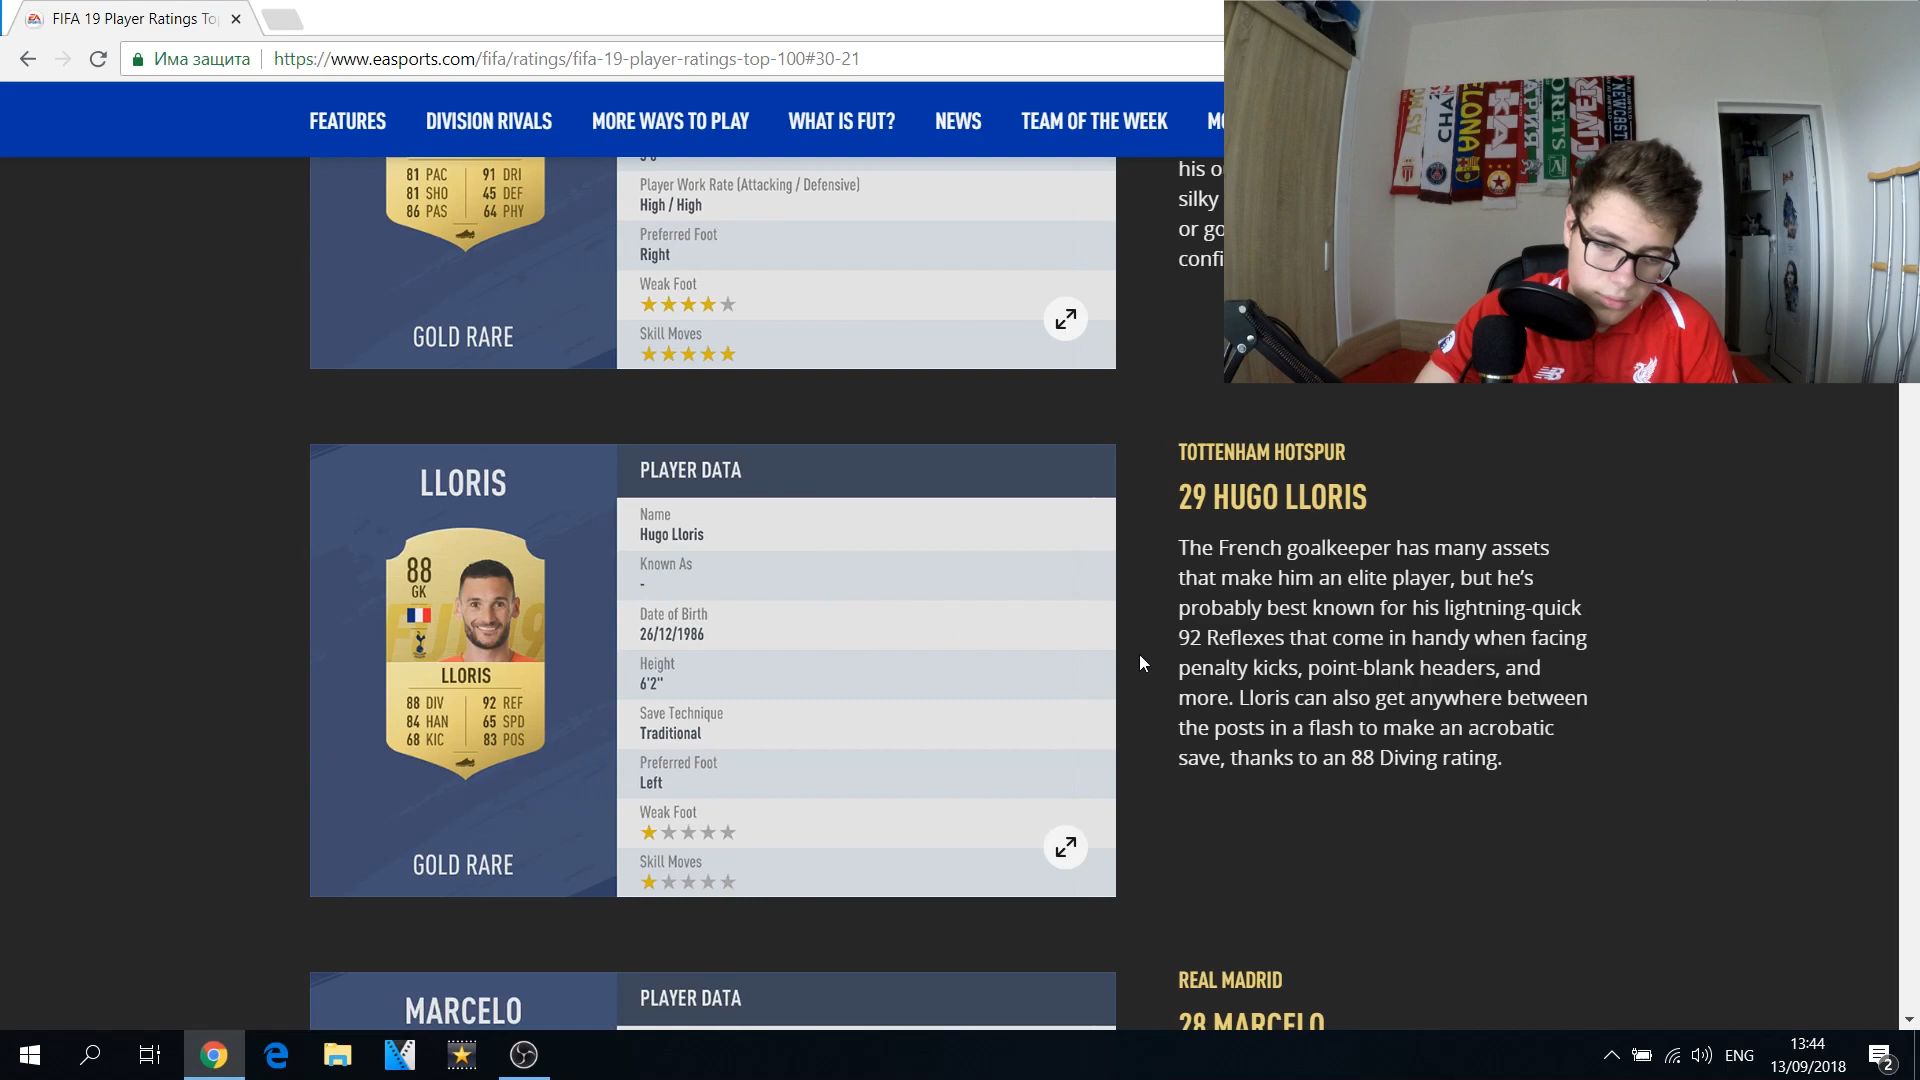 FIFA 19 Player Ratings To
Има защита
https://www.easports.com/fifa/ratings/fifa-19-player-ratings-top-100#30-21
FEATURES
DIVISION RIVALS
MORE WAYS TO PLAY
WHAT IS FUT?
NEWS
TEAM OF THE WEEK
81 PAC 91 DRI
81 SHO 45 DEF
86 PAS 64 PHY
GOLD RARE
Player Work Rate (Attacking / Defensive)
High / High
Preferred Foot
Right
Weak Foot
Skill Moves
his o
silky
or go
confi
LLORIS
88
GK
LLORIS
88 DIV 92 REF
84 HAN 65 SPD
68 KIC 83 POS
GOLD RARE
PLAYER DATA
Name
Hugo Lloris
Known As
-
Date of Birth
26/12/1986
Height
6'2"
Save Technique
Traditional
Preferred Foot
Left
Weak Foot
Skill Moves
TOTTENHAM HOTSPUR
29 HUGO LLORIS
The French goalkeeper has many assets
that make him an elite player, but he's
probably best known for his lightning-quick
92 Reflexes that come in handy when facing
penalty kicks, point-blank headers, and
more. Lloris can also get anywhere between
the posts in a flash to make an acrobatic
save, thanks to an 88 Diving rating.
MARCELO
PLAYER DATA
REAL MADRID
28 MARCELO
ENG
13:44
13/09/2018
2